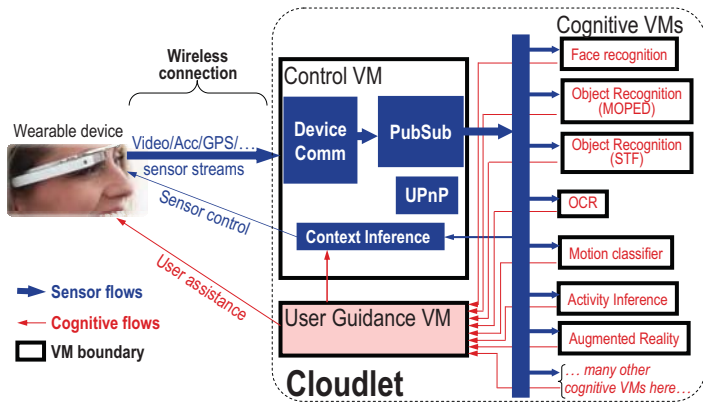 Cognitive VMs
Wireless
connection
Control VM
Face recognition
Object Recognition
(MOPED)
Wearable device
Video/Acc/GPS/…
sensor streams
Device
Comm
PubSub
Object Recognition
(STF)
UPnP
OCR
Sensor control
Context Inference
Motion classifier
User assistance
Sensor flows
Activity Inference
Cognitive flows
User Guidance VM
Augmented Reality
VM boundary
Cloudlet
… many other
cognitive VMs here…